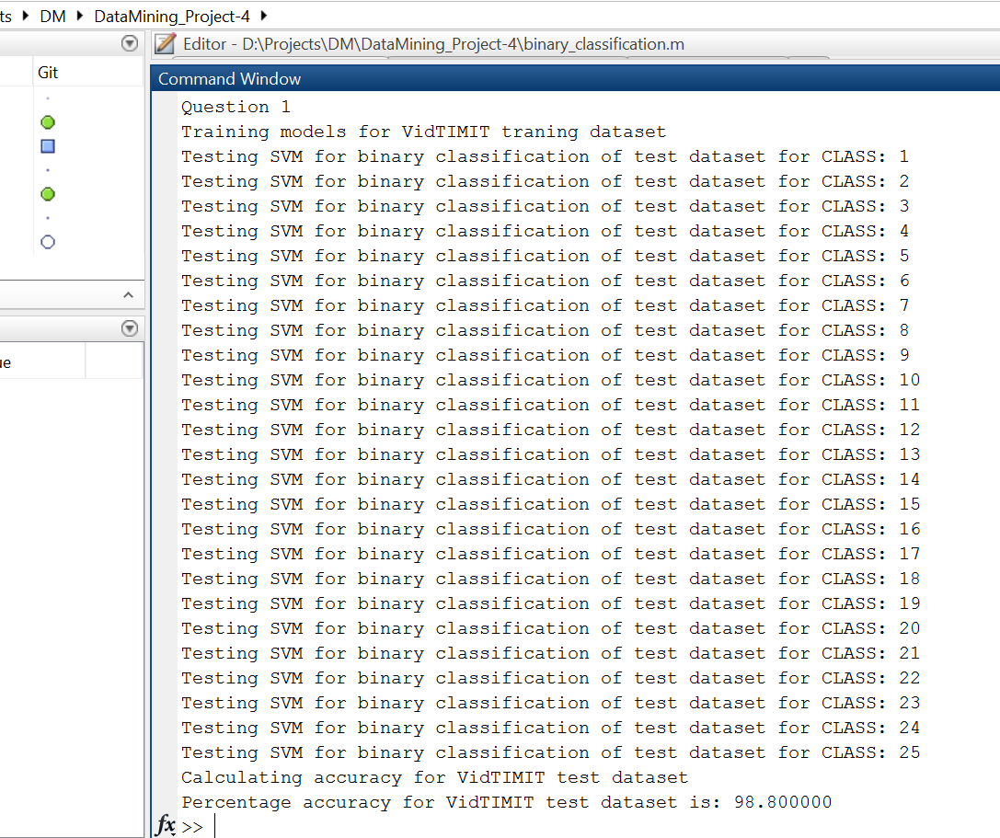 ts DM DataMining_Project-4
Editor - D:\Projects\DM\DataMining_Project-4\binary_classification.m
Git
Command Window
Question 1
Training models for VidTIMIT traning dataset
Testing SVM for binary classification of test dataset for CLASS: 1
Testing SVM for binary classification of test dataset for CLASS: 2
Testing SVM for binary classification of test dataset for CLASS: 3
Testing SVM for binary classification of test dataset for CLASS: 4
Testing SVM for binary classification of test dataset for CLASS: 5
Testing SVM for binary classification of test dataset for CLASS: 6
Testing SVM for binary classification of test dataset for CLASS: 7
Testing SVM for binary classification of test dataset for CLASS: 8
Testing SVM for binary classification of test dataset for CLASS: 9
Testing SVM for binary classification of test dataset for CLASS: 10
Testing SVM for binary classification of test dataset for CLASS: 11
Testing SVM for binary classification of test dataset for CLASS: 12
Testing SVM for binary classification of test dataset for CLASS: 13
Testing SVM for binary classification of test dataset for CLASS: 14
Testing SVM for binary classification of test dataset for CLASS: 15
Testing SVM for binary classification of test dataset for CLASS: 16
Testing SVM for binary classification of test dataset for CLASS: 17
Testing SVM for binary classification of test dataset for CLASS: 18
Testing SVM for binary classification of test dataset for CLASS: 19
Testing SVM for binary classification of test dataset for CLASS: 20
Testing SVM for binary classification of test dataset for CLASS: 21
Testing SVM for binary classification of test dataset for CLASS: 22
Testing SVM for binary classification of test dataset for CLASS: 23
Testing SVM for binary classification of test dataset for CLASS: 24
Testing SVM for binary classification of test dataset for CLASS: 25
Calculating accuracy for VidTIMIT test dataset
Percentage accuracy for VidTIMIT test dataset is: 98.800000
fx >>
ue